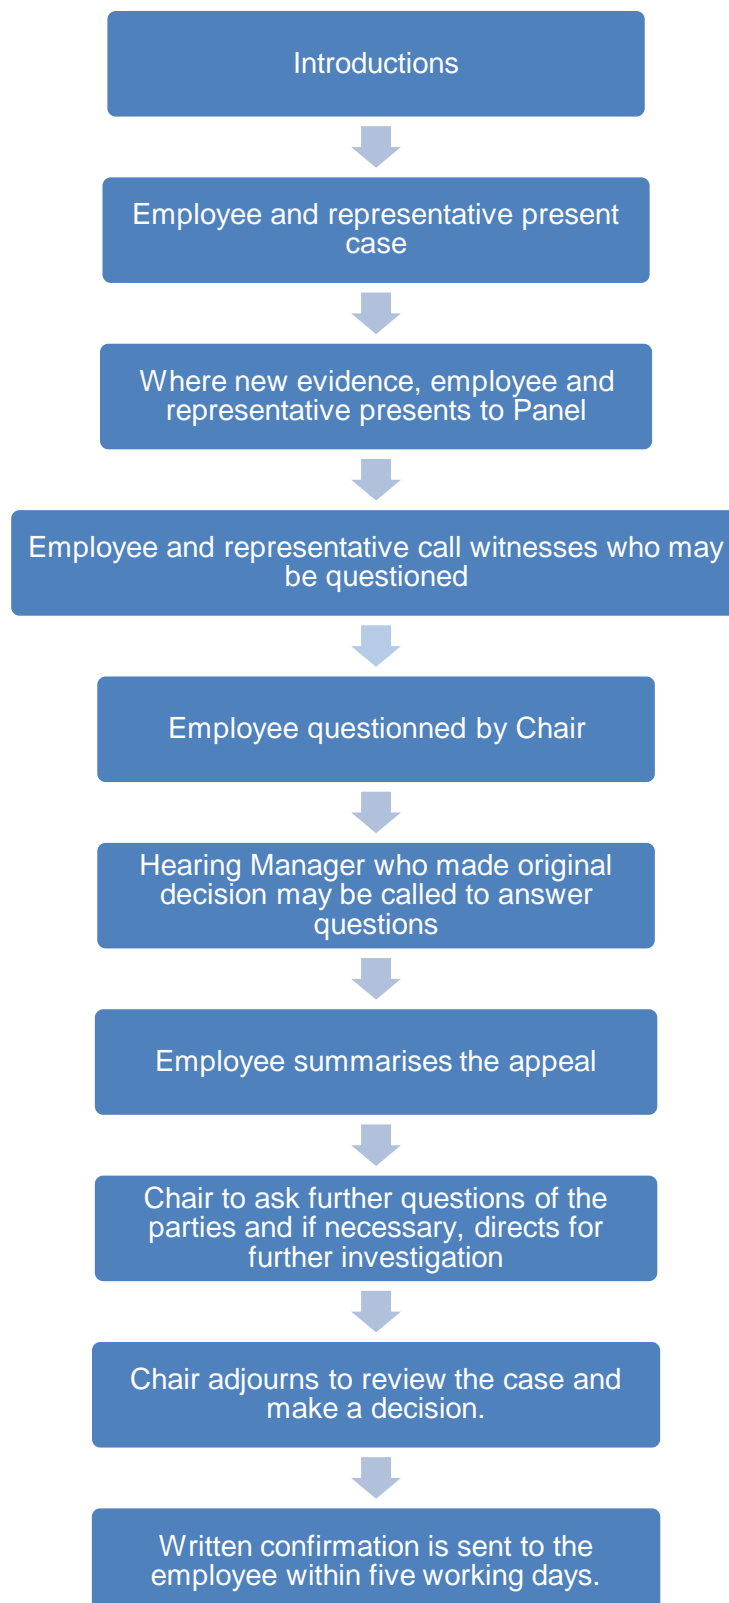 Introductions
Employee and representative present
case
Where new evidence, employee and
representative presents to Panel
Employee and representative call witnesses who may
be questioned
Employee questionned by Chair
Hearing Manager who made original
decision may be called to answer
questions
Employee summarises the appeal
Chair to ask further questions of the
parties and if necessary, directs for
further investigation
Chair adjourns to review the case and
make a decision.
Written confirmation is sent to the
employee within five working days.